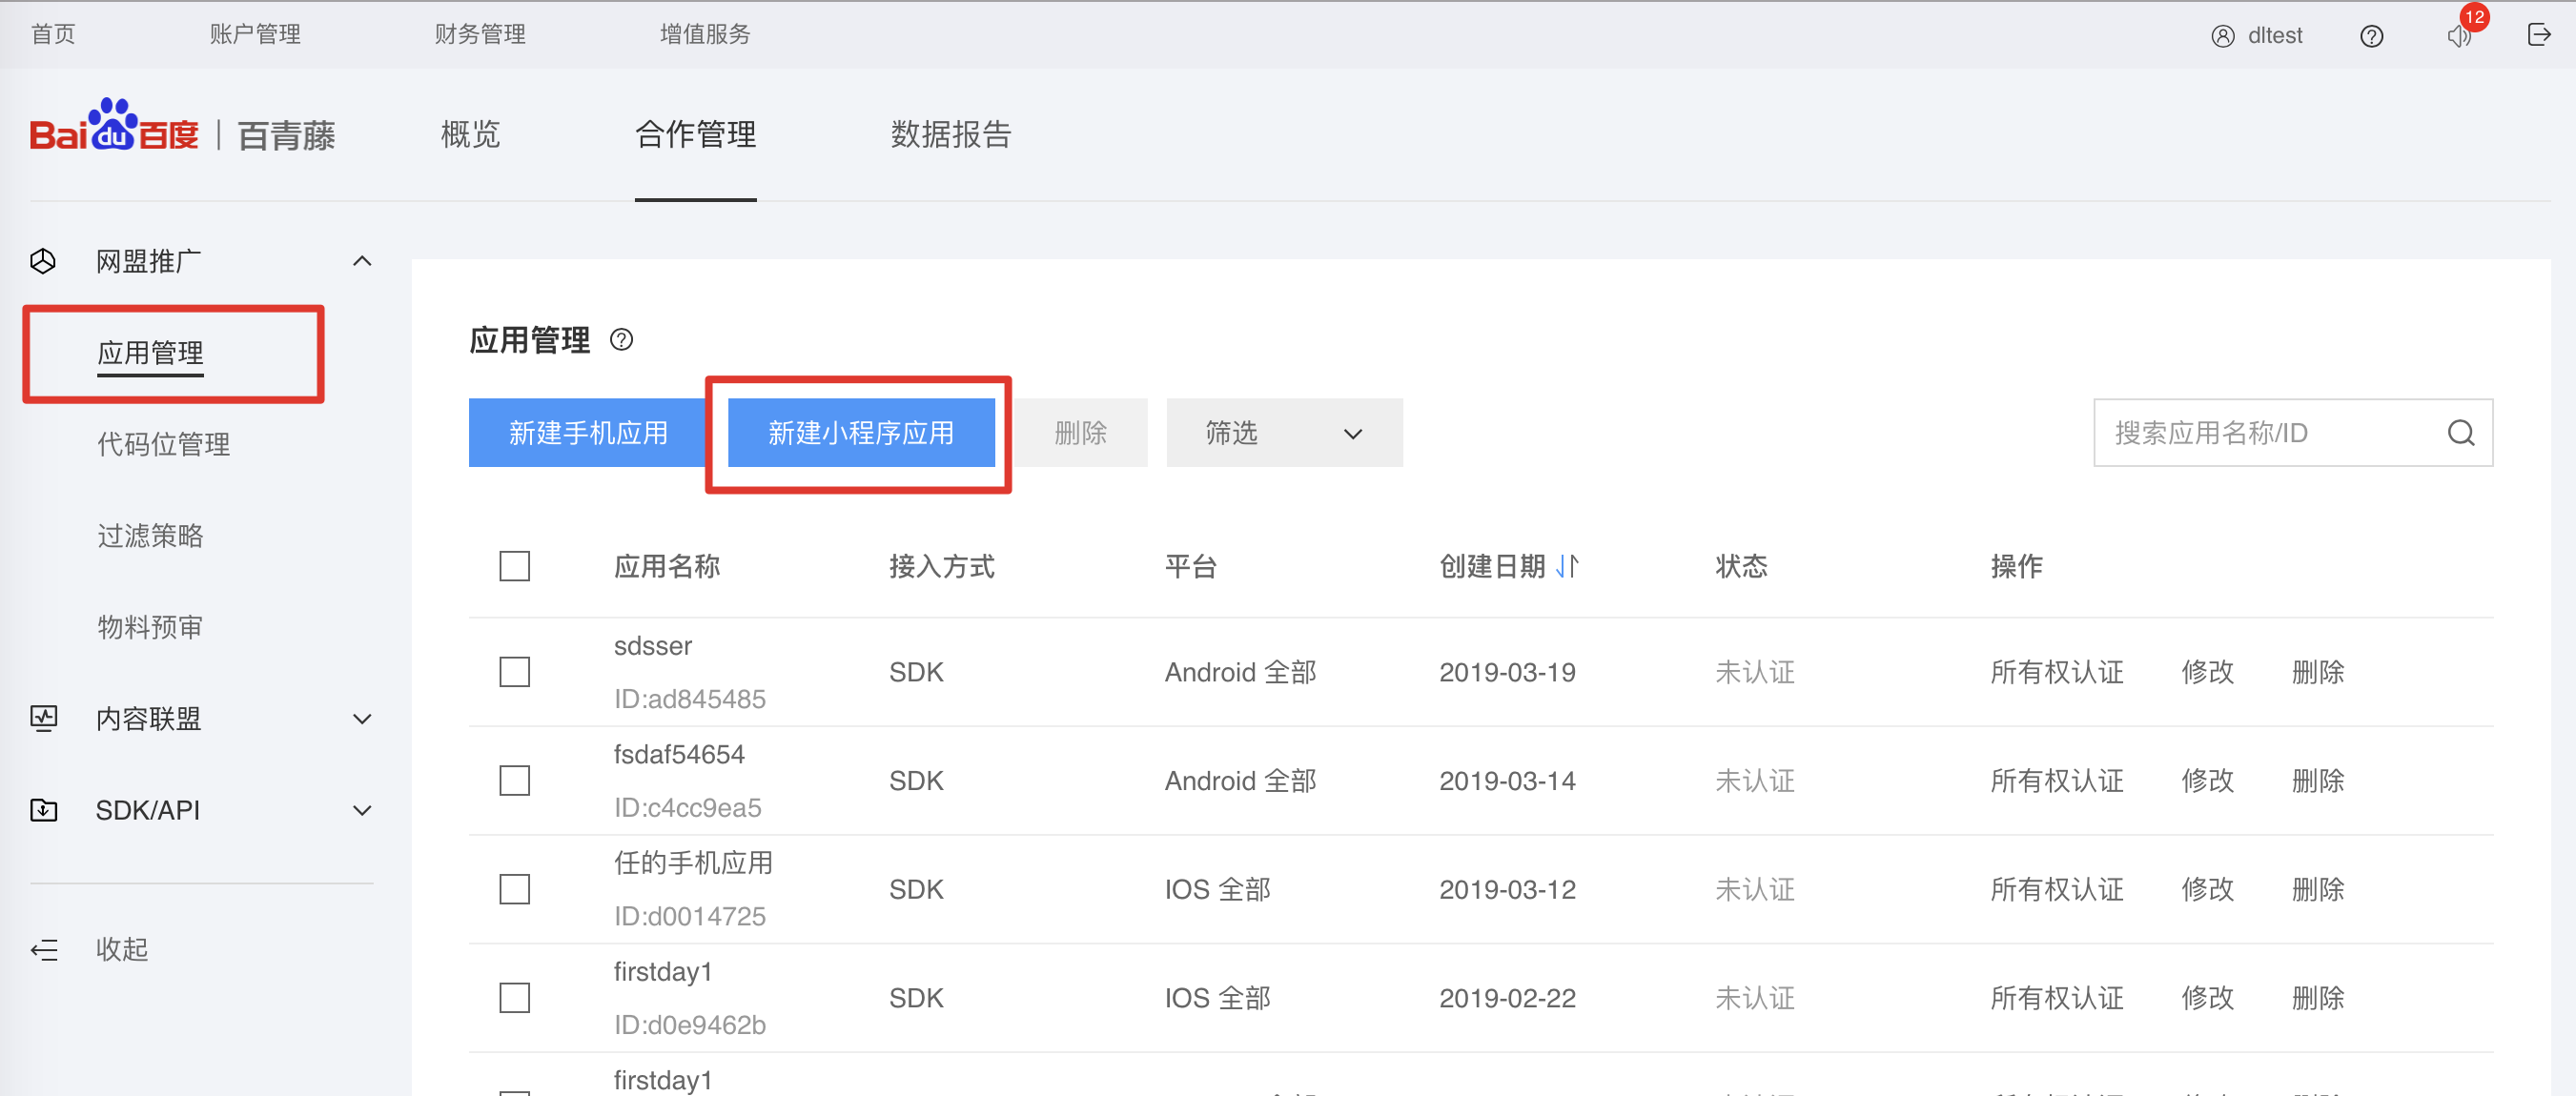 首页 账户管理 财务管理 增值服务 dltest 12
Bai du 百度 | 百青藤 概览 合作管理 数据报告
网盟推广
应用管理
代码位管理
过滤策略
物料预审
内容联盟
SDK/API
收起
应用管理
新建手机应用 新建小程序应用 删除 筛选 搜索应用名称/ID
应用名称 接入方式 平台 创建日期 状态 操作
sdsser
ID:ad845485 SDK Android 全部 2019-03-19 未认证 所有权认证 修改 删除
fsdaf54654
ID:c4cc9ea5 SDK Android 全部 2019-03-14 未认证 所有权认证 修改 删除
任的手机应用
ID:d0014725 SDK IOS 全部 2019-03-12 未认证 所有权认证 修改 删除
firstday1
ID:d0e9462b SDK IOS 全部 2019-02-22 未认证 所有权认证 修改 删除
firstday1